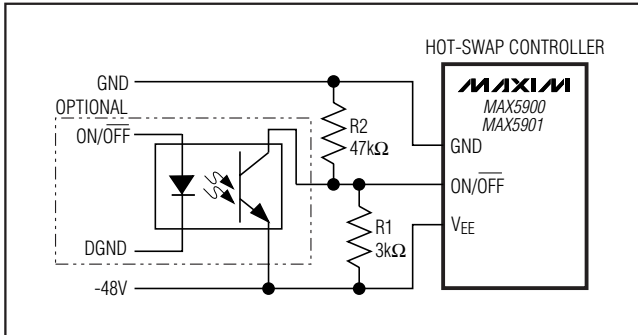 HOT-SWAP CONTROLLER
GND
OPTIONAL
ON/OFF
DGND
-48V
R2
47kΩ
R1
3kΩ
MAXIM
MAX5900
MAX5901
GND
ON/OFF
VEE